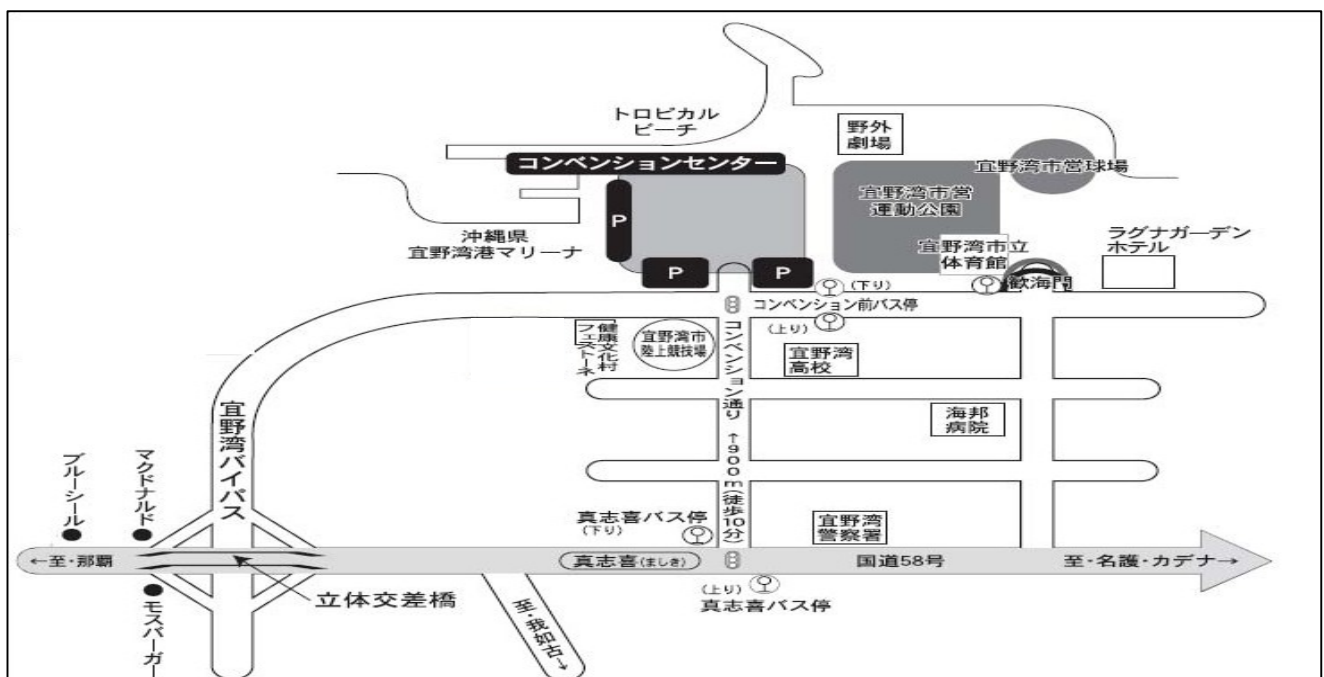 トロピカル
ビーチ
野外
劇場
コンベンションセンター
宜野湾市営球場
P
宜野湾市営
運動公園
沖縄県
宜野湾港マリーナ
宜野湾市立
体育館
ラグナガーデン
ホテル
P
P
歓海門
(下り)
コンベンション前バス停
(上り)
健康文化村
フェストーネ
宜野湾市
陸上競技場
宜野湾
高校
コンベンション通り ↑900m(徒歩10分)
海邦
病院
宜野湾バイパス
ブルーシール
マクドナルド
真志喜バス停
(下り)
宜野湾
警察署
←至・那覇
真志喜(ましき)
国道58号
至・名護・カデナ→
立体交差橋
モスバーガー
至・我如古→
(上り)
真志喜バス停